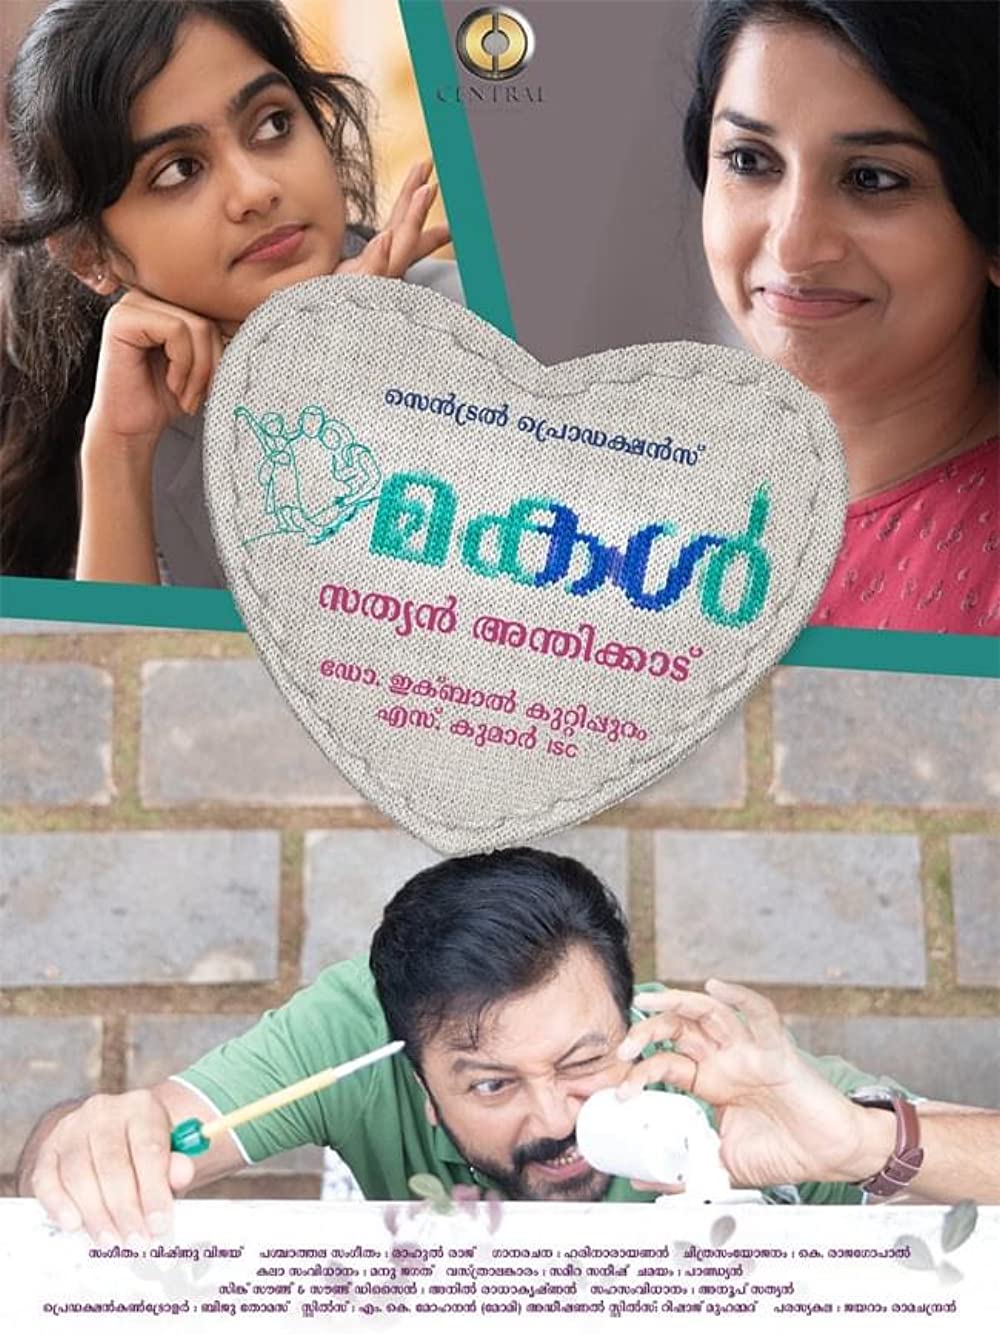 CENTRAL
സെൻട്രൽ പ്രൊഡക്ഷൻസ്
മകൾ
സത്യൻ അന്തിക്കാട്
ഡോ. ഇക്ബാൽ കുറ്റിപ്പുറം
എസ്. കുമാർ ISC
സംഗീതം : വിഷ്ണു വിജയ് പശ്ചാത്തല സംഗീതം : രാഹുൽ രാജ് ഗാനരചന : ഹരിനാരായണൻ ചിത്രസംയോജനം : കെ. രാജഗോപാൽ
കലാ സംവിധാനം : മനു ജഗത് വസ്ത്രാലങ്കാരം : സമീറ സനീഷ് ചമയം : പാണ്ഡ്യൻ
സിങ്ക് സൗണ്ട് & സൗണ്ട് ഡിസൈൻ : അനിൽ രാധാകൃഷ്ണൻ സഹസംവിധാനം : അനൂപ് സത്യൻ
പ്രൊഡക്ഷൻകൺട്രോളർ : ബിജു തോമസ് സ്റ്റിൽസ് : എം. കെ. മോഹനൻ (മോമി) അഡീഷണൽ സ്റ്റിൽസ്: റിഷാജ് മുഹമ്മദ് പരസ്യകല : ജയറാം രാമചന്ദ്രൻ